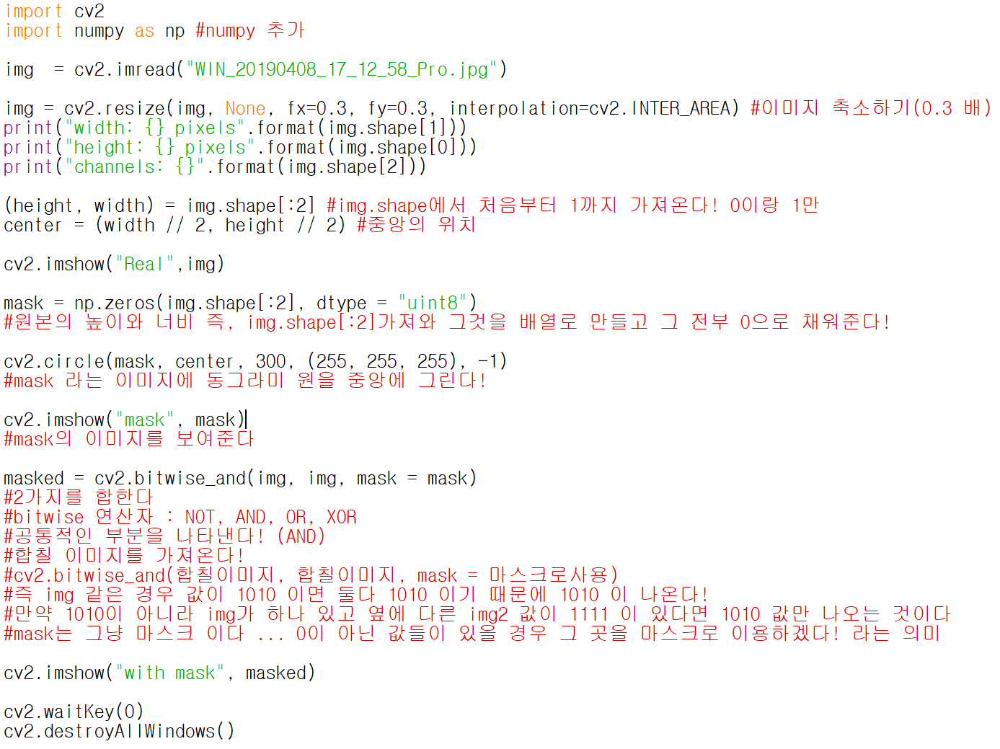 import cv2
import numpy as np #numpy 추가
img  = cv2.imread("WIN_20190408_17_12_58_Pro.jpg")
img = cv2.resize(img, None, fx=0.3, fy=0.3, interpolation=cv2.INTER_AREA) #이미지 축소하기(0.3 배)
print("width: {} pixels".format(img.shape[1]))
print("height: {} pixels".format(img.shape[0]))
print("channels: {}".format(img.shape[2]))
(height, width) = img.shape[:2] #img.shape에서 처음부터 1까지 가져온다! 0이랑 1만
center = (width // 2, height // 2) #중앙의 위치
cv2.imshow("Real",img)
mask = np.zeros(img.shape[:2], dtype = "uint8")
#원본의 높이와 너비 즉, img.shape[:2]가져와 그것을 배열로 만들고 그 전부 0으로 채워준다!
cv2.circle(mask, center, 300, (255, 255, 255), -1)
#mask 라는 이미지에 동그라미 원을 중앙에 그린다!
cv2.imshow("mask", mask)
#mask의 이미지를 보여준다
masked = cv2.bitwise_and(img, img, mask = mask)
#2가지를 합한다
#bitwise 연산자 : NOT, AND, OR, XOR
#공통적인 부분을 나타낸다! (AND)
#합칠 이미지를 가져온다!
#cv2.bitwise_and(합칠이미지, 합칠이미지, mask = 마스크로사용)
#즉 img 같은 경우 값이 1010 이면 둘다 1010 이기 때문에 1010 이 나온다!
#만약 1010이 아니라 img가 하나 있고 옆에 다른 img2 값이 1111 이 있다면 1010 값만 나오는 것이다
#mask는 그냥 마스크 이다 ... 0이 아닌 값들이 있을 경우 그 곳을 마스크로 이용하겠다! 라는 의미
cv2.imshow("with mask", masked)
cv2.waitKey(0)
cv2.destroyAllWindows()